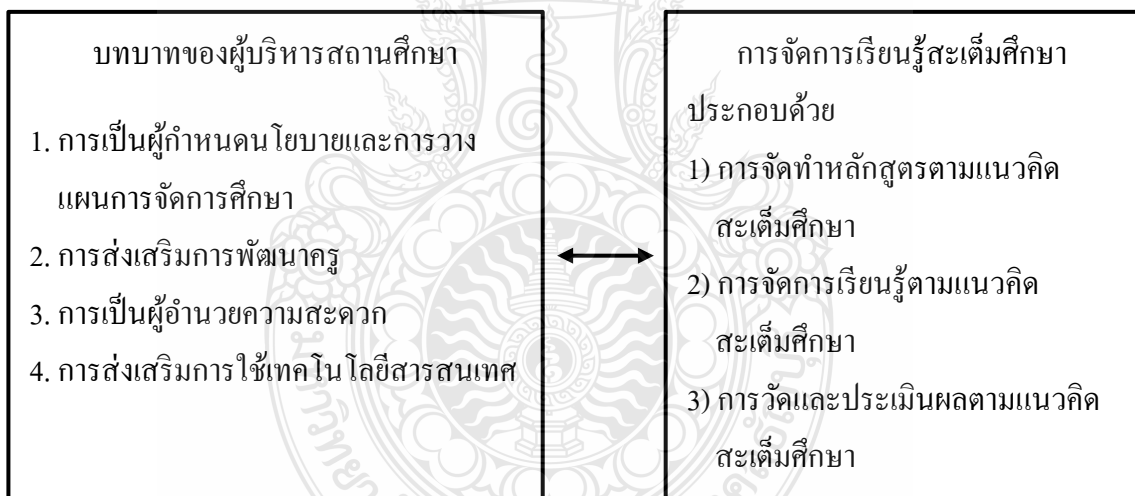 บทบาทของผู้บริหารสถานศึกษา
1. การเป็นผู้กำหนดนโยบายและการวาง
แผนการจัดการศึกษา
2. การส่งเสริมการพัฒนาครู
3. การเป็นผู้อำนวยความสะดวก
4. การส่งเสริมการใช้เทคโนโลยีสารสนเทศ
การจัดการเรียนรู้สะเต็มศึกษา
ประกอบด้วย
1) การจัดทำหลักสูตรตามแนวคิด
สะเต็มศึกษา
2) การจัดการเรียนรู้ตามแนวคิด
สะเต็มศึกษา
3) การวัดและประเมินผลตามแนวคิด
สะเต็มศึกษา